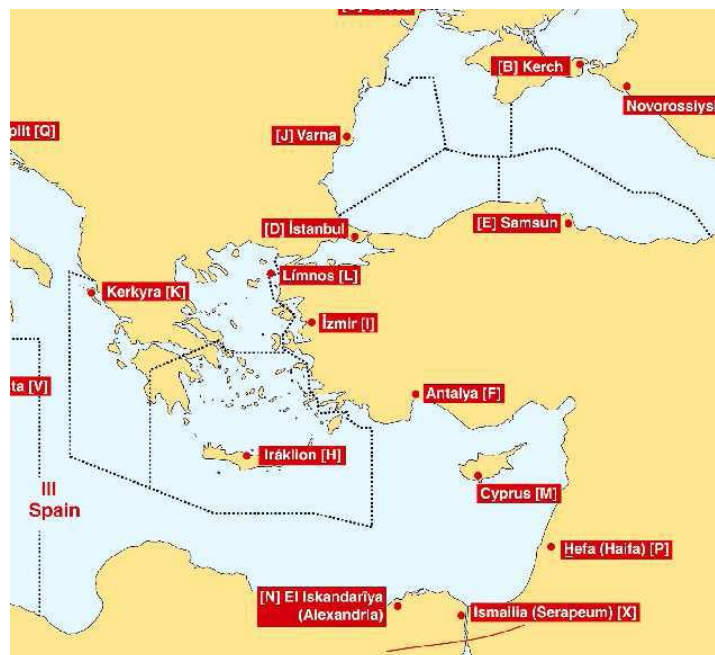 [B] Kerch
Novorossiys
plit [Q]
[J] Varna
[D] İstanbul
[E] Samsun
Límnos [L]
Kerkyra [K]
İzmir [I]
ta [V]
Antalya [F]
Iráklion [H]
III
Spain
Cyprus [M]
Hefa (Haifa) [P]
[N] El Iskandarîya
(Alexandria)
Ismailia (Serapeum) [X]